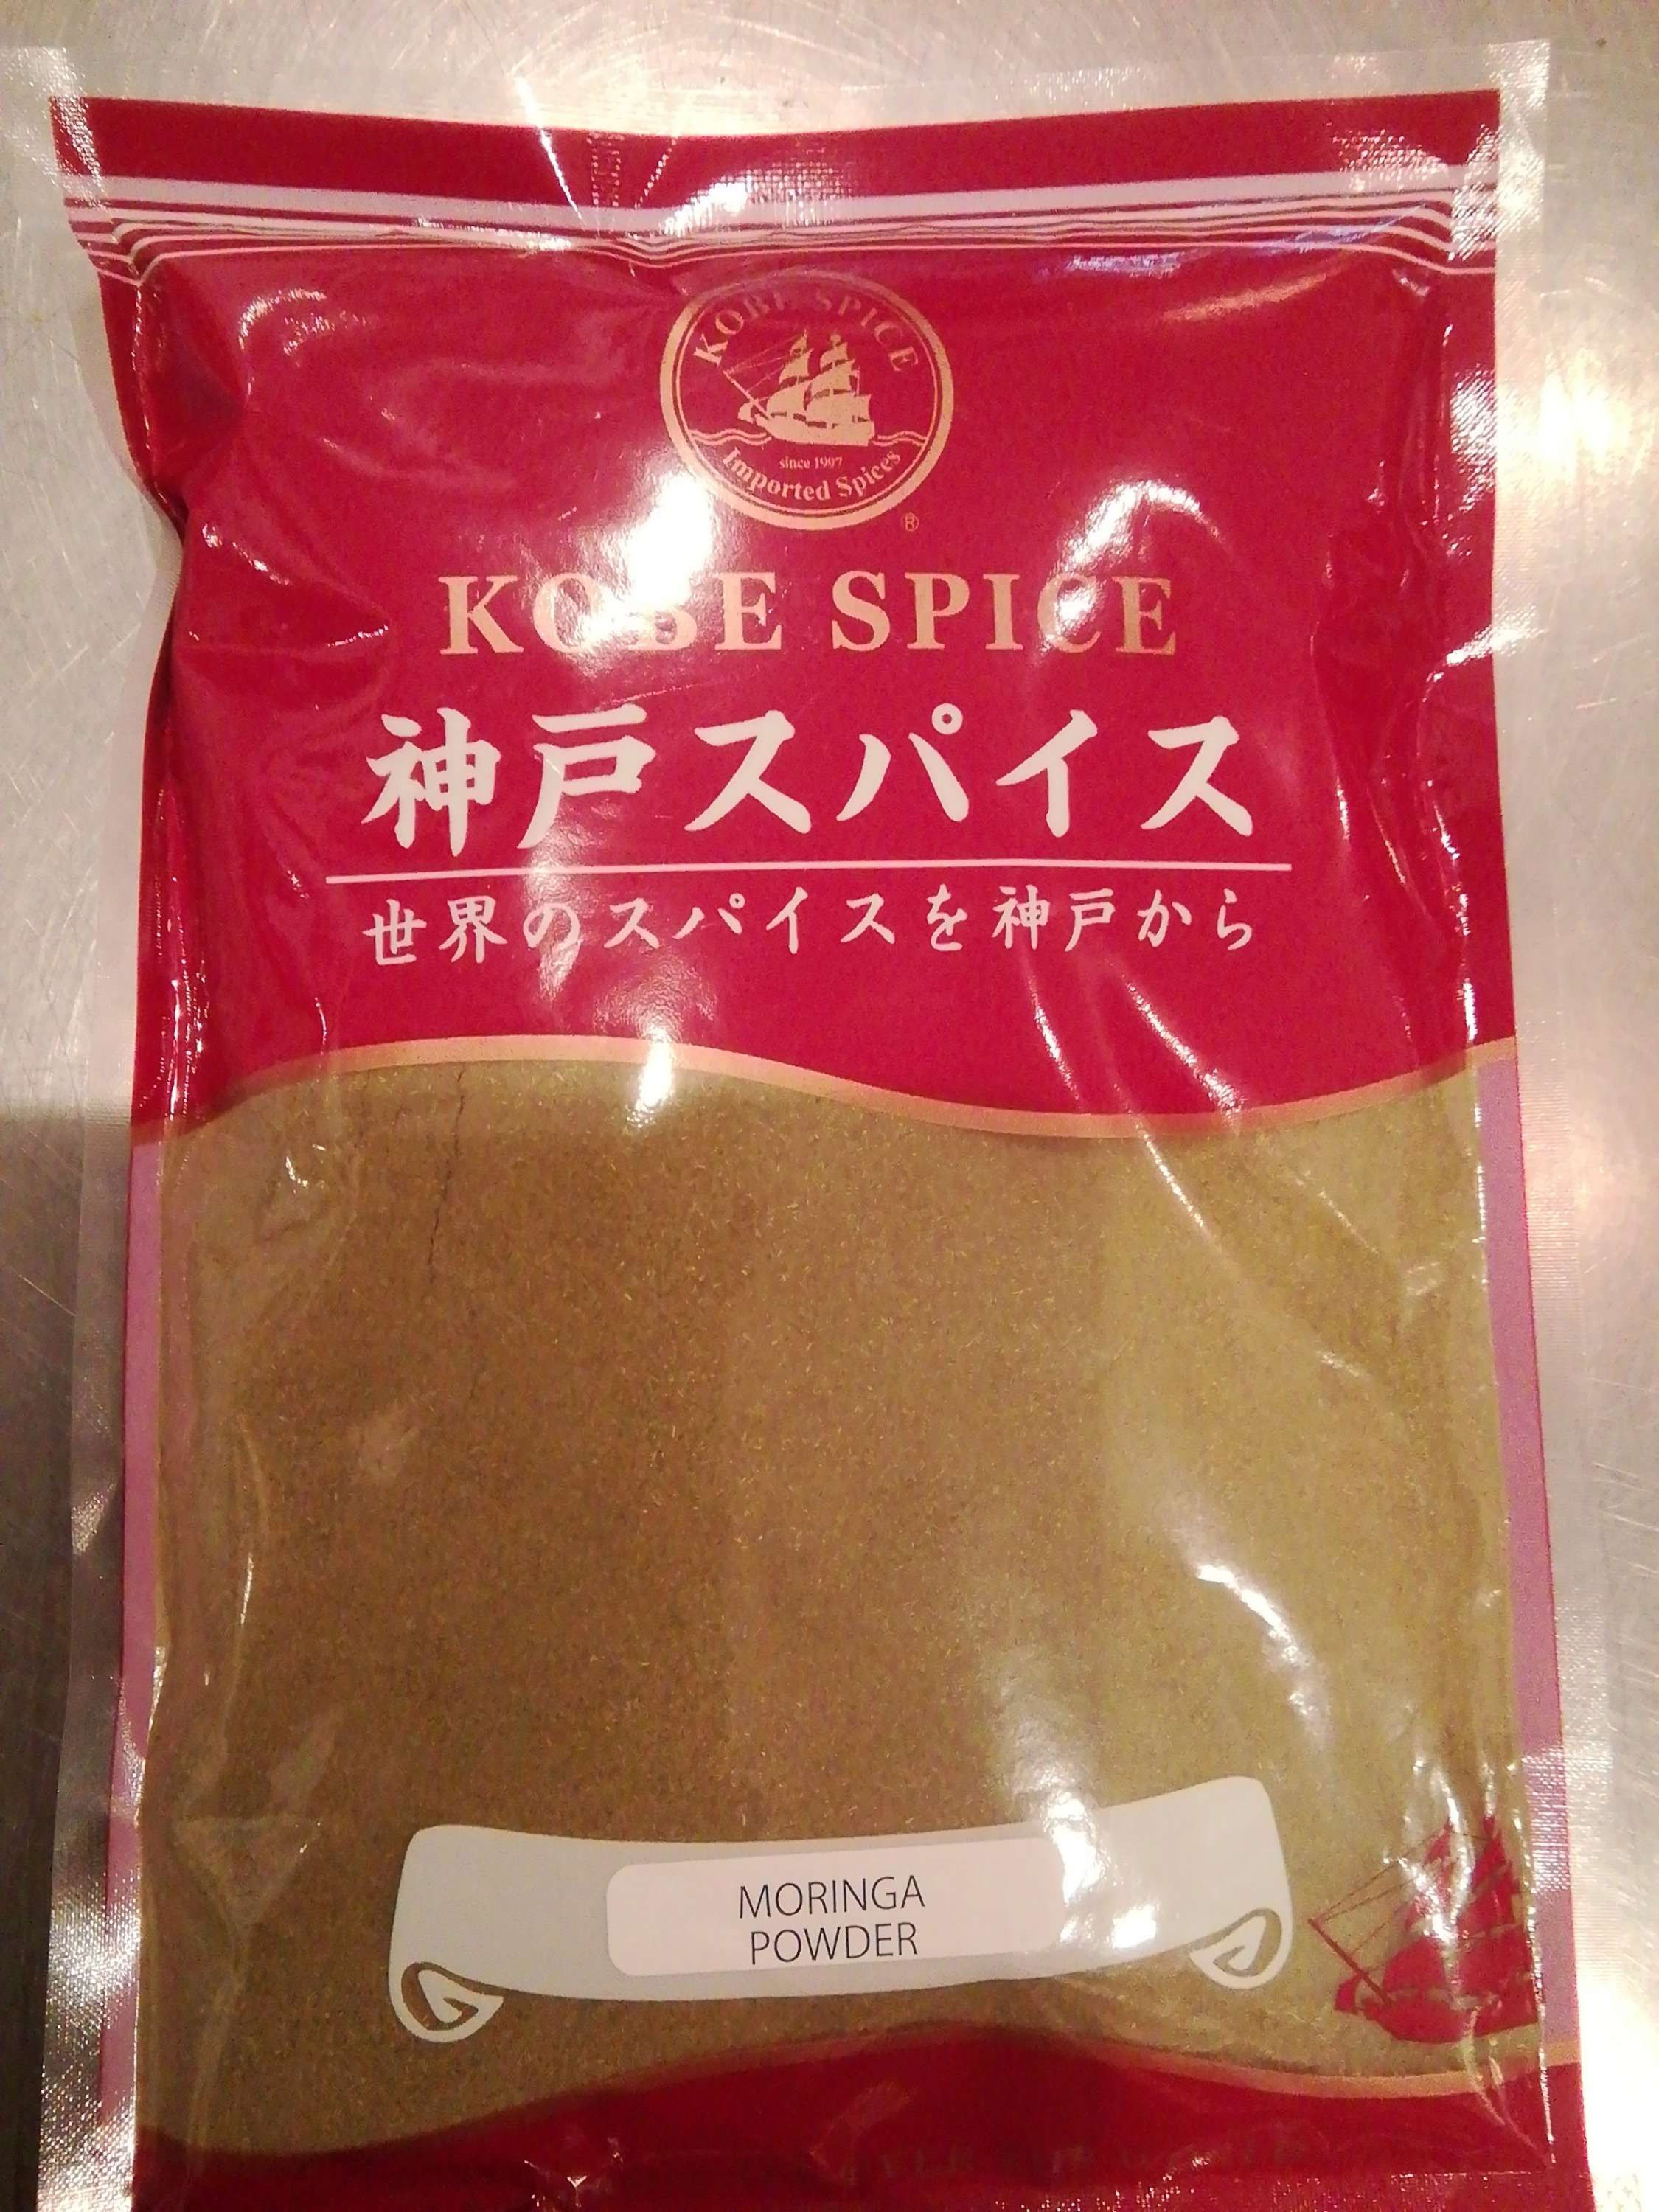 KOBE SPICE
since 1997
Imported Spices
®
KOBE SPICE
神戸スパイス
世界のスパイスを神戸から
MORINGA
POWDER